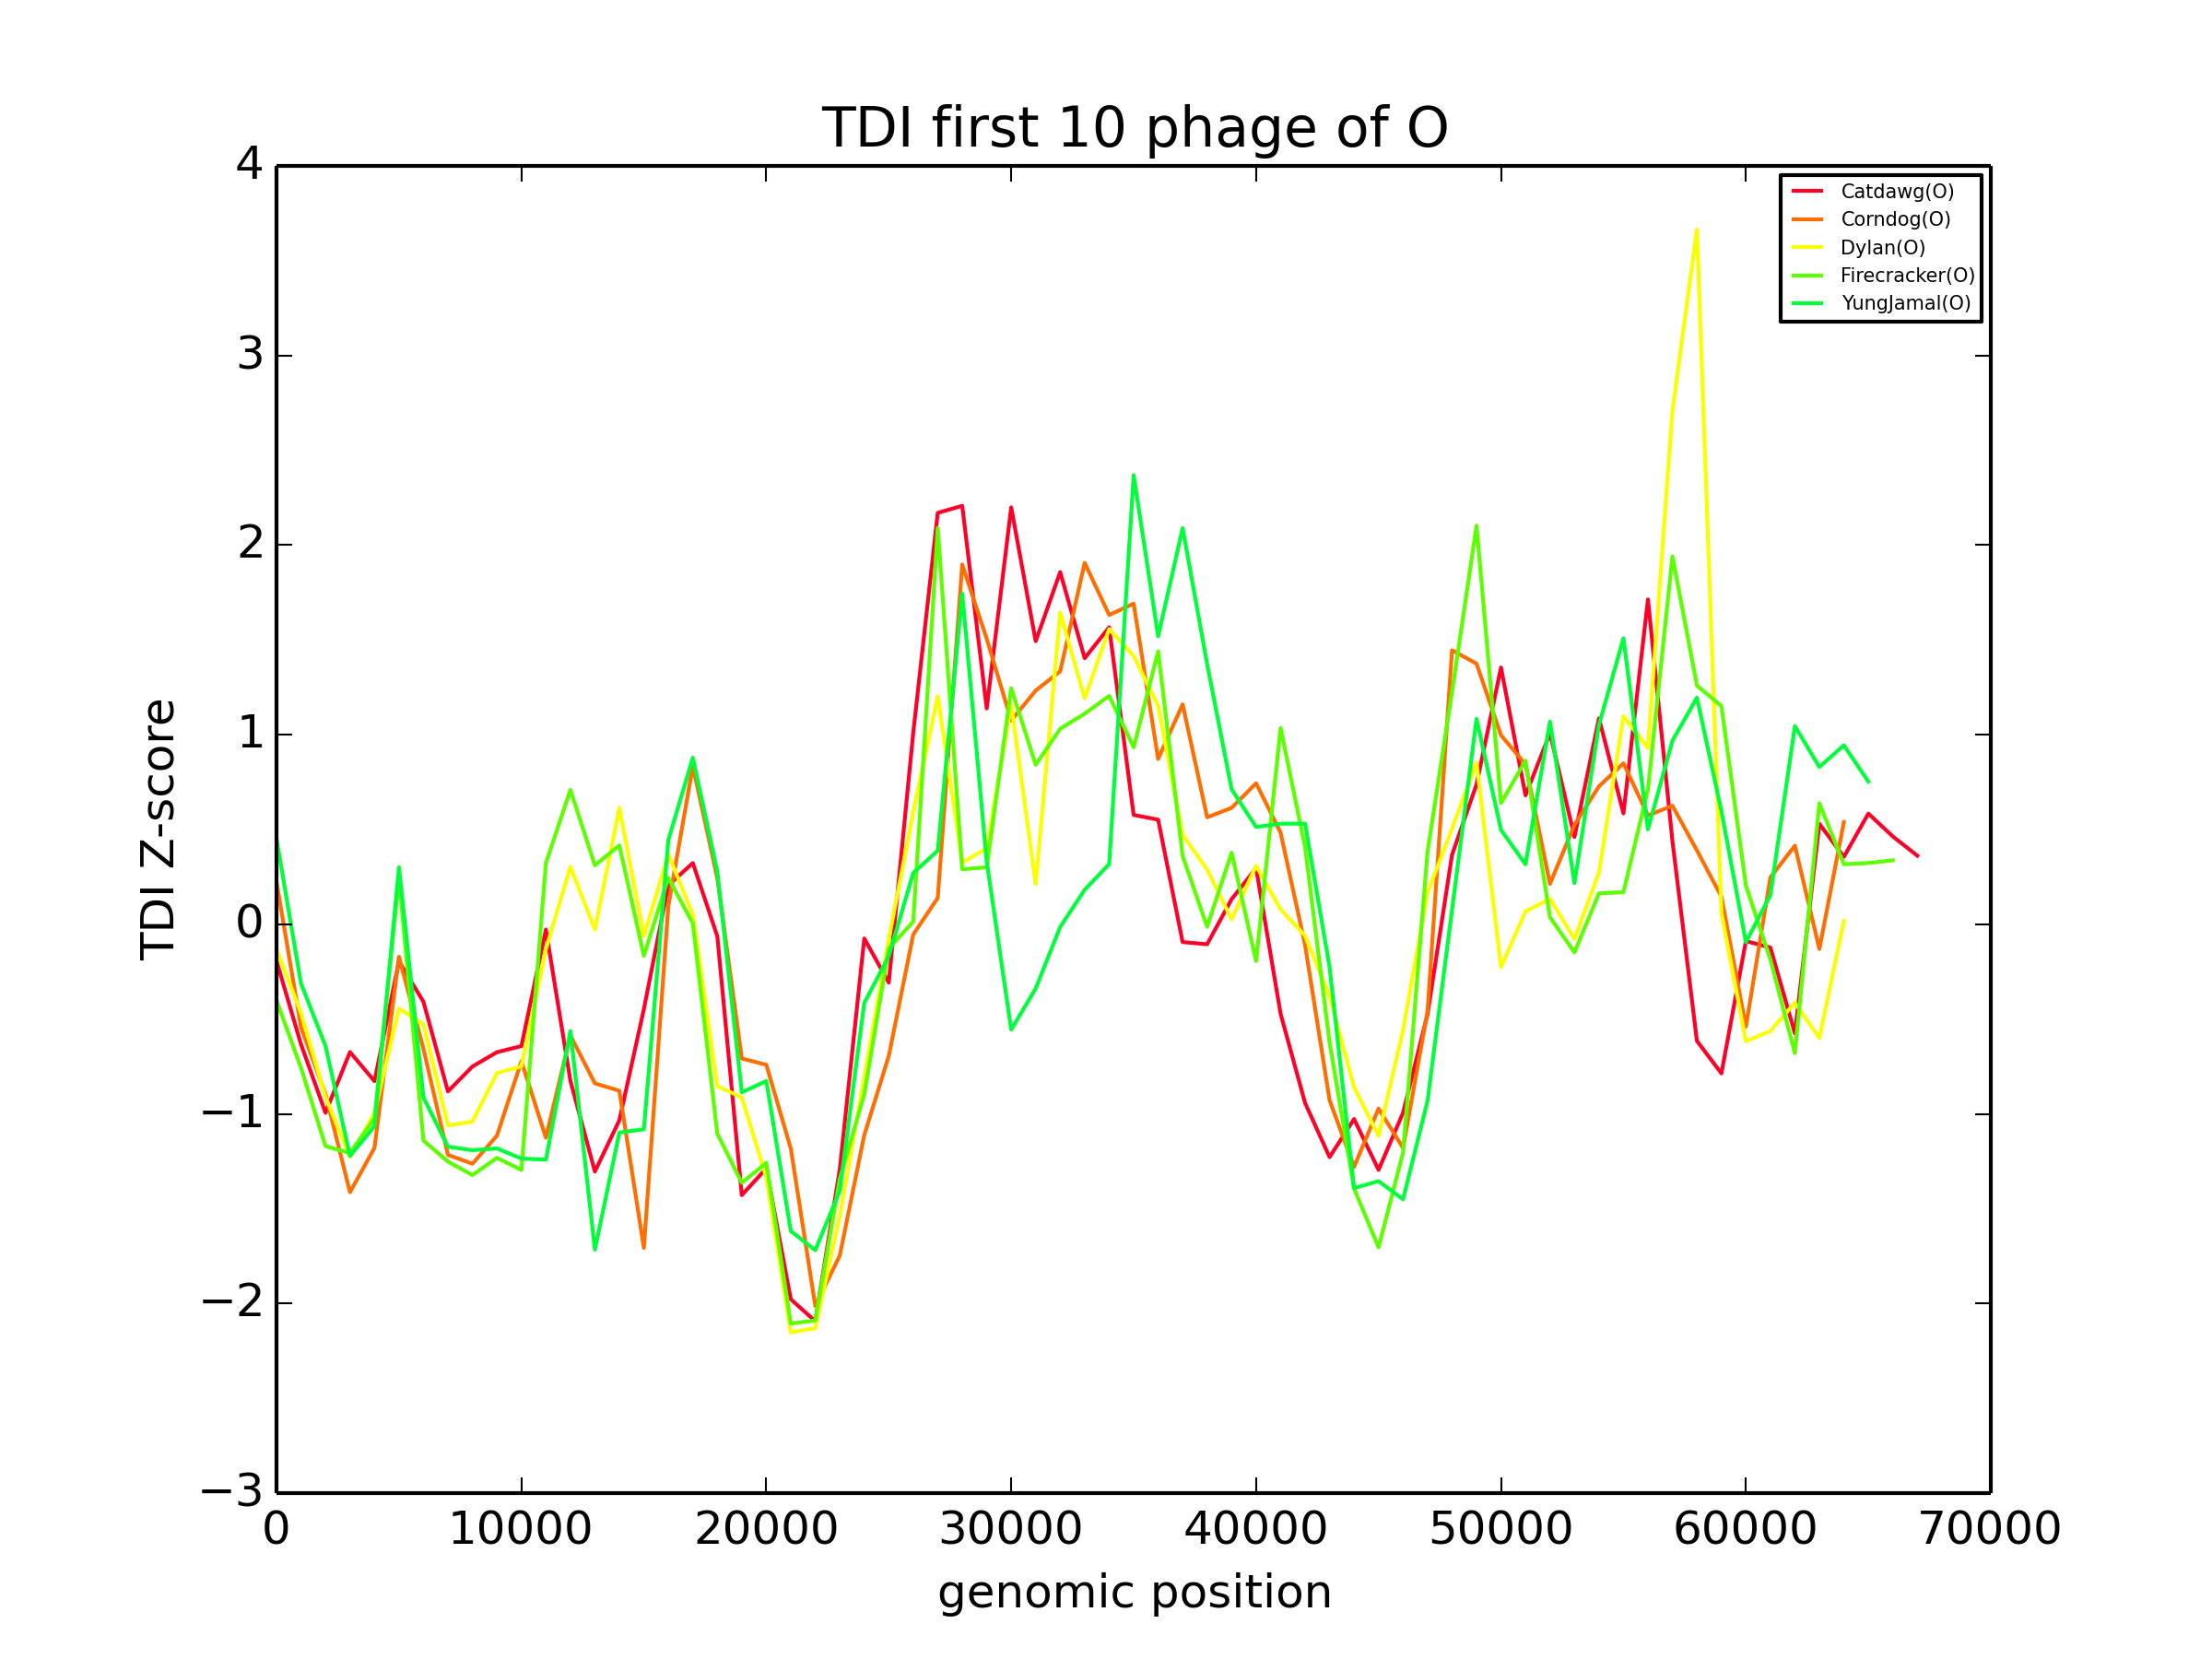 TDI first 10 phage of O
4
3
2
1
0
−1
−2
−3
TDI Z-score
Catdawg(O)
Corndog(O)
Dylan(O)
Firecracker(O)
YungJamal(O)
0 10000 20000 30000 40000 50000 60000 70000
genomic position